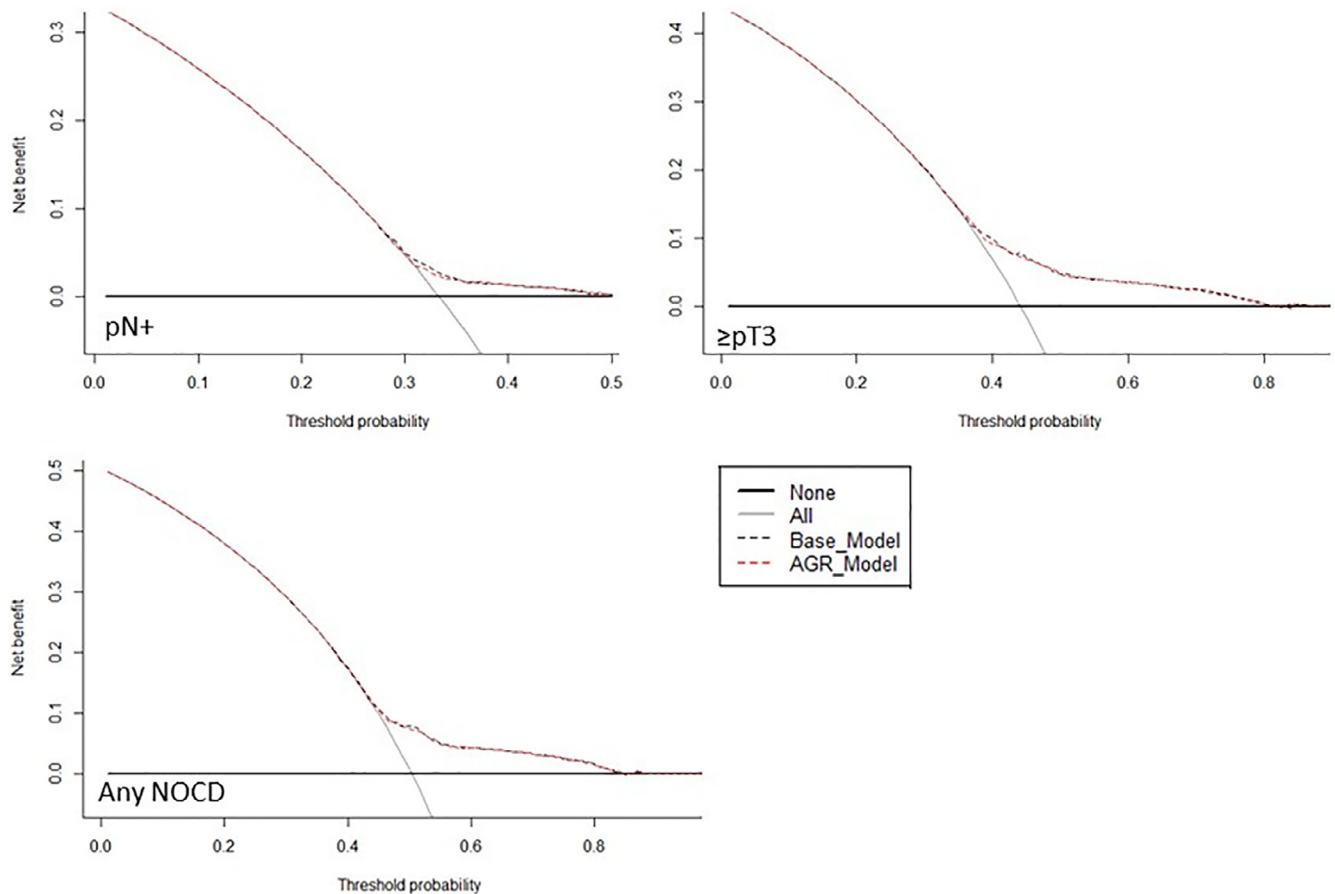 Net benefit
0.3
0.2
0.1
0.0
pN+
0.0 0.1 0.2 0.3 0.4 0.5
Threshold probability
0.4
0.3
0.2
0.1
0.0
≥pT3
0.0 0.2 0.4 0.6 0.8
Threshold probability
Net benefit
0.5
0.4
0.3
0.2
0.1
0.0
Any NOCD
0.0 0.2 0.4 0.6 0.8
Threshold probability
None
All
Base_Model
AGR_Model